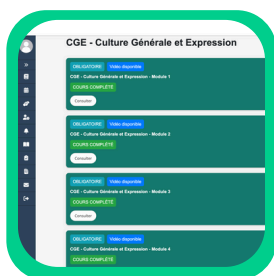 CGE - Culture Générale et Expression
OBLIGATOIRE Vidéo disponible
CGE - Culture Générale et Expression - Module 1
COURS COMPLÉTÉ
Consulter
OBLIGATOIRE Vidéo disponible
CGE - Culture Générale et Expression - Module 2
COURS COMPLÉTÉ
Consulter
OBLIGATOIRE Vidéo disponible
CGE - Culture Générale et Expression - Module 3
COURS COMPLÉTÉ
Consulter
OBLIGATOIRE Vidéo disponible
CGE - Culture Générale et Expression - Module 4
COURS COMPLÉTÉ